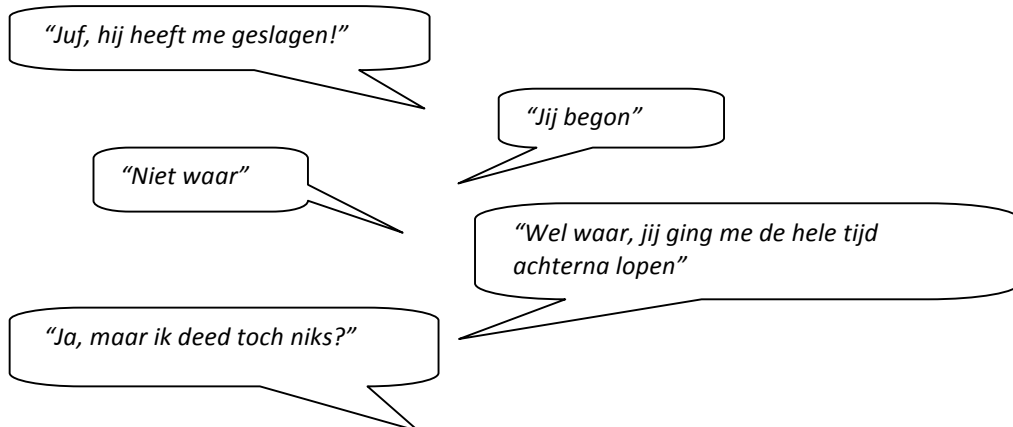 “Juf, hij heeft me geslagen!”
“Jij begon”
“Niet waar”
“Wel waar, jij ging me de hele tijd
achterna lopen”
“Ja, maar ik deed toch niks?”